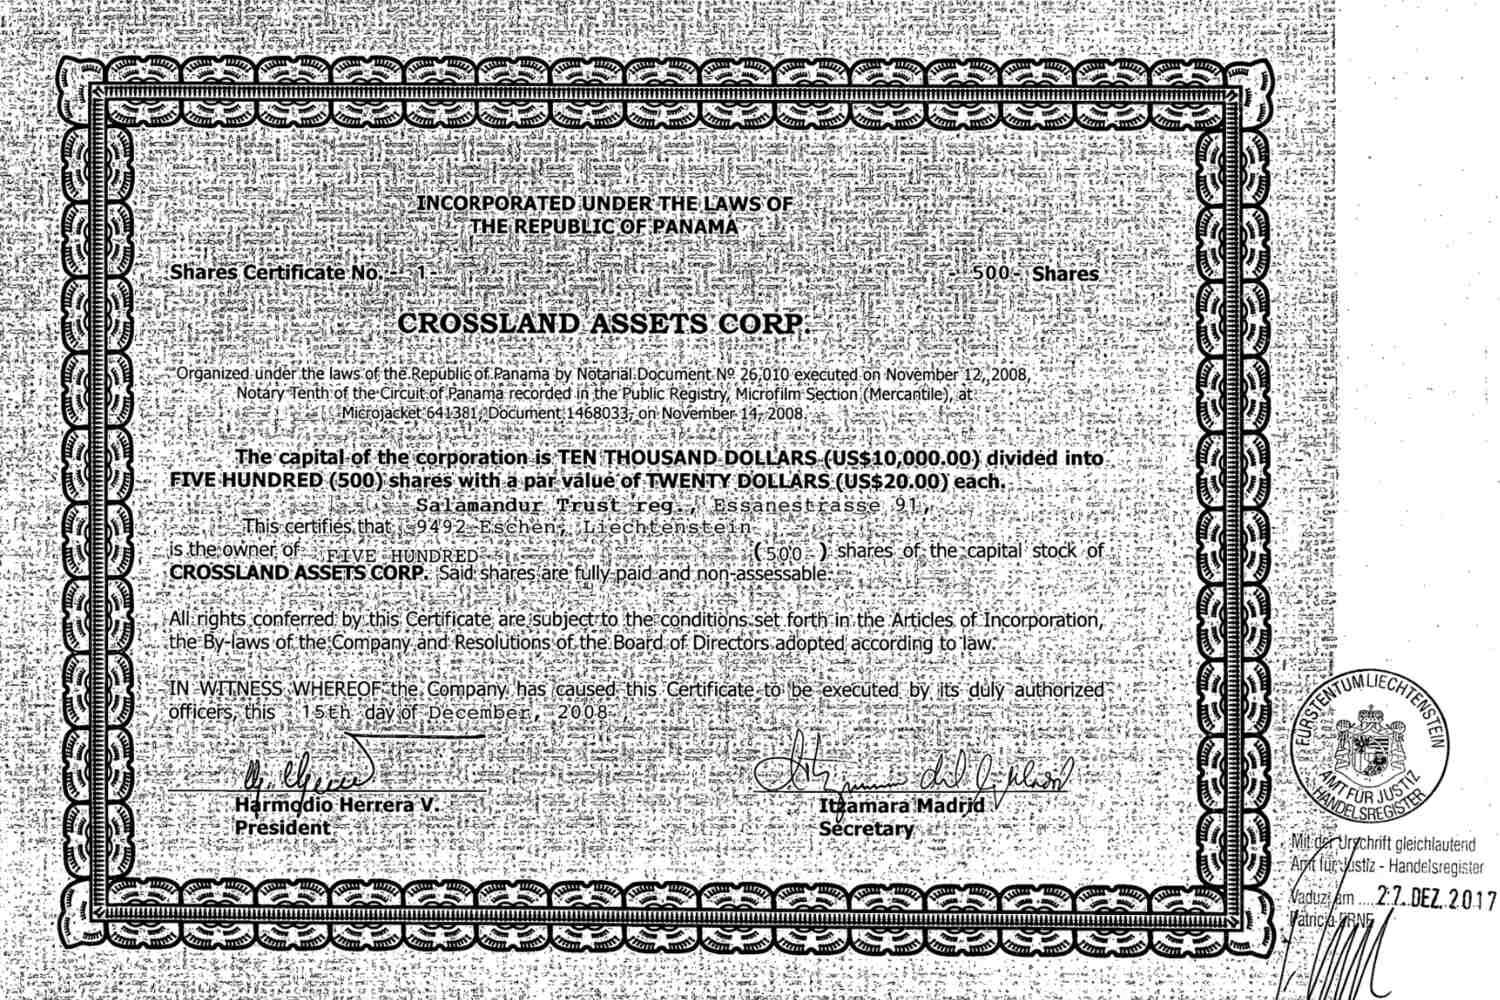 INCORPORATED UNDER THE LAWS OF
THE REPUBLIC OF PANAMA
Shares Certificate No.- 1- - 500- Shares
CROSSLAND ASSETS CORP.
Organized under the laws of the Republic of Panama by Notarial Document Nº 26,010 executed on November 12, 2008,
Notary Tenth of the Circuit of Panama recorded in the Public Registry, Microfilm Section (Mercantile), at
Microjacket 641381, Document 1468033, on November 14, 2008.
The capital of the corporation is TEN THOUSAND DOLLARS (US$10,000.00) divided into
FIVE HUNDRED (500) shares with a par value of TWENTY DOLLARS (US$20.00) each.
Salamandur Trust reg., Essanestrasse 91,
This certifies that 9492 Eschen, Liechtenstein
is the owner of FIVE HUNDRED (500 ) shares of the capital stock of
CROSSLAND ASSETS CORP. Said shares are fully paid and non-assessable.
All rights conferred by this Certificate are subject to the conditions set forth in the Articles of Incorporation,
the By-laws of the Company and Resolutions of the Board of Directors adopted according to law.
IN WITNESS WHEREOF the Company has caused this Certificate to be executed by its duly authorized
officers, this 15th day of December, 2008 .
Harmodio Herrera V.
President
Itzamara Madrid
Secretary
FÜRSTENTUM LIECHTENSTEIN
AMT FÜR JUSTIZ
HANDELSREGISTER
Mit der Urschrift gleichlautend
Amt für Justiz - Handelsregister
Vaduz, am .... 27. DEZ. 2017
Patricia ERNE